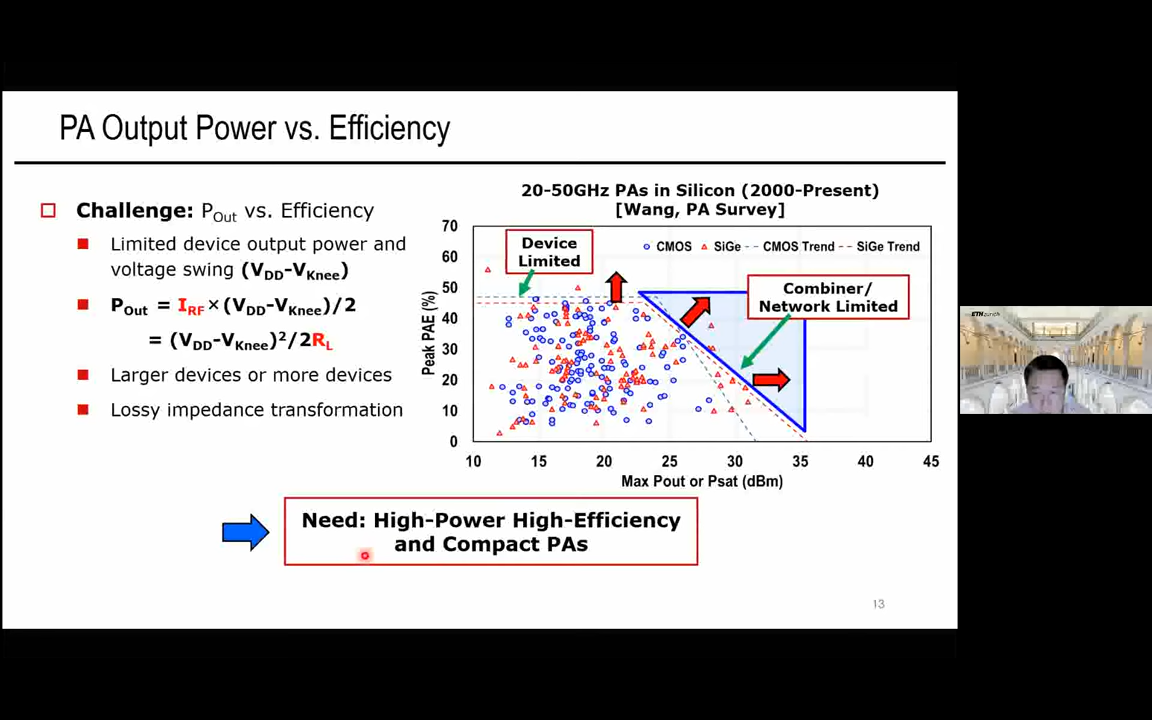 PA Output Power vs. Efficiency
Challenge: POut vs. Efficiency
Limited device output power and
voltage swing (VDD-VKnee)
POut = IRF×(VDD-VKnee)/2
= (VDD-VKnee)²/2RL
Larger devices or more devices
Lossy impedance transformation
20-50GHz PAs in Silicon (2000-Present)
[Wang, PA Survey]
Device
Limited
CMOS SiGe CMOS Trend SiGe Trend
Combiner/
Network Limited
Peak PAE (%)
70
60
50
40
30
20
10
0
10 15 20 25 30 35 40 45
Max Pout or Psat (dBm)
Need: High-Power High-Efficiency
and Compact PAs
13
ETH zürich